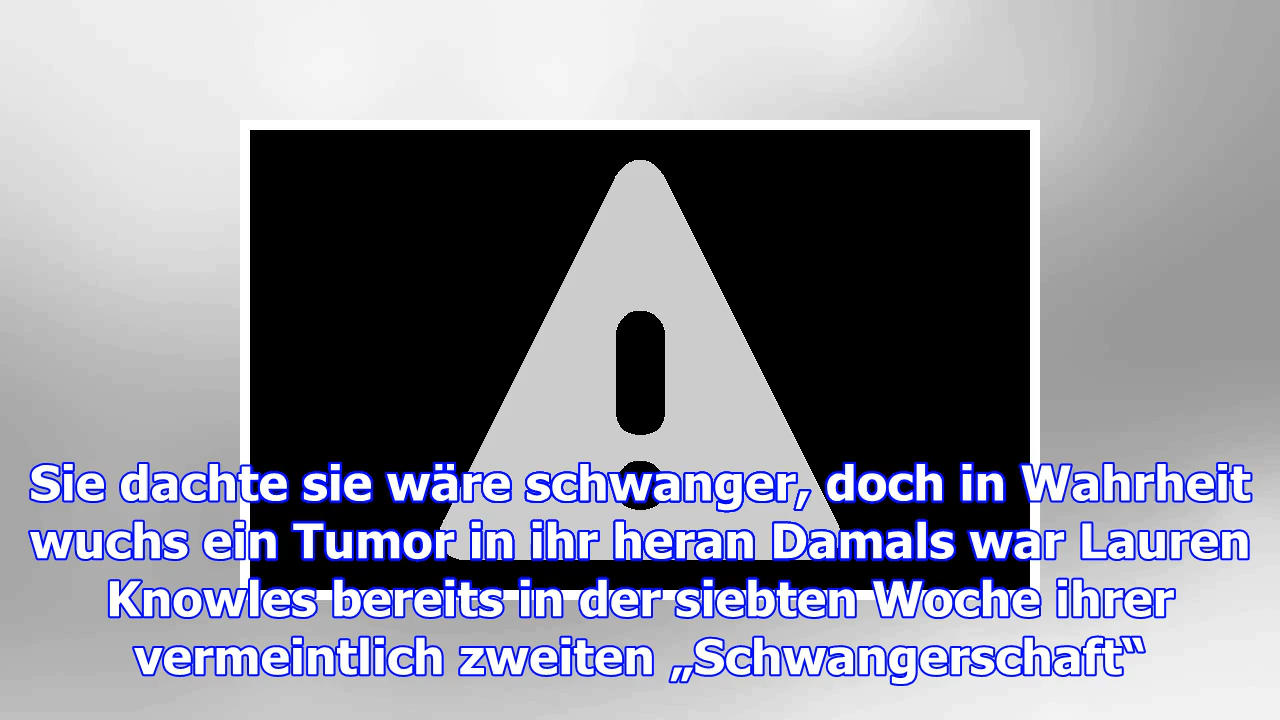 Sie dachte sie wäre schwanger, doch in Wahrheit
wuchs ein Tumor in ihr heran Damals war Lauren
Knowles bereits in der siebten Woche ihrer
vermeintlich zweiten „Schwangerschaft“